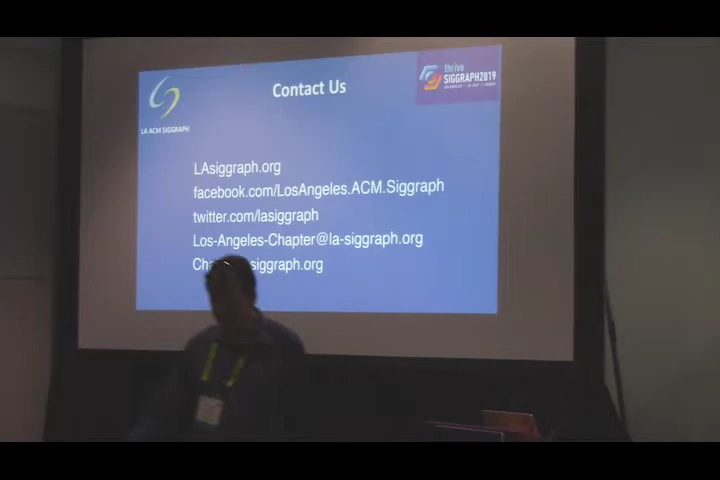 Contact Us
thrive
SIGGRAPH2019
LA ACM SIGGRAPH
LAsiggraph.org
facebook.com/LosAngeles.ACM.Siggraph
twitter.com/lasiggraph
Los-Angeles-Chapter@la-siggraph.org
siggraph.org